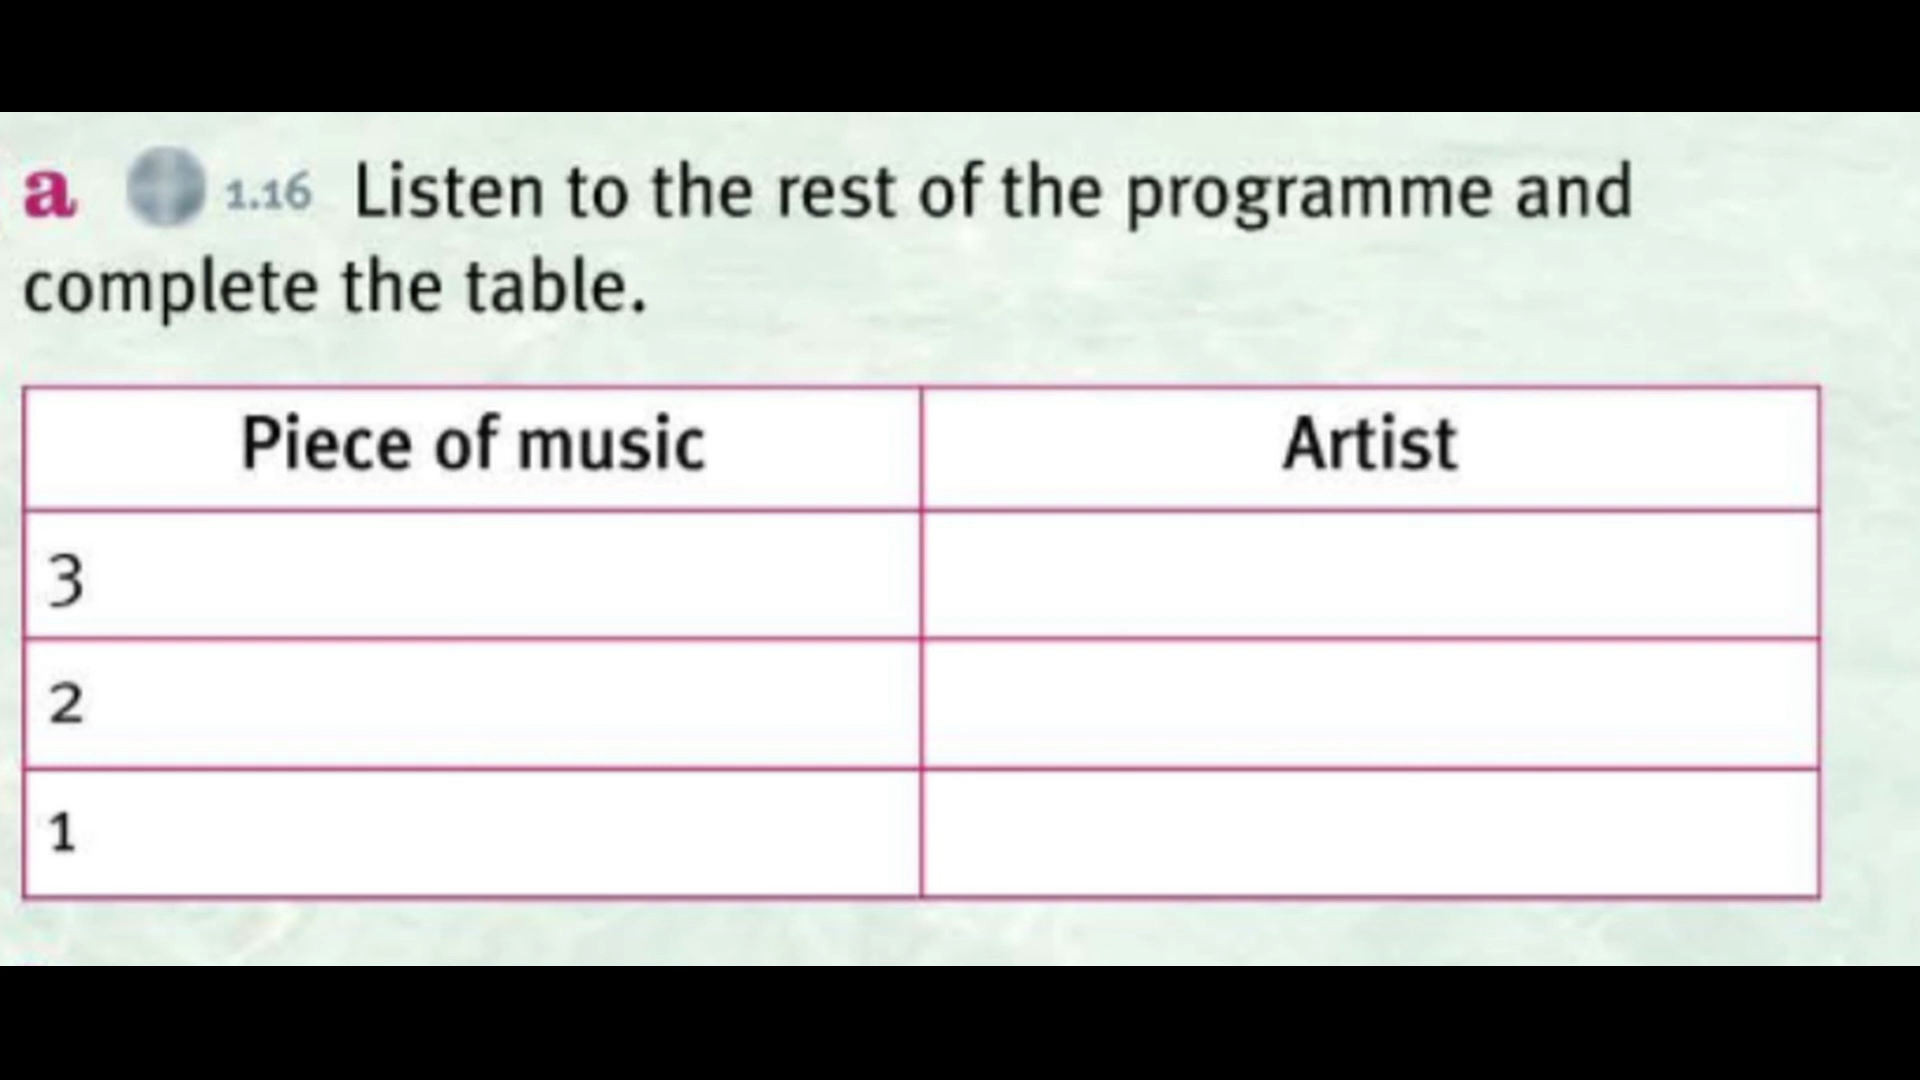 a 1.16 Listen to the rest of the programme and
complete the table.
Piece of music Artist
3
2
1